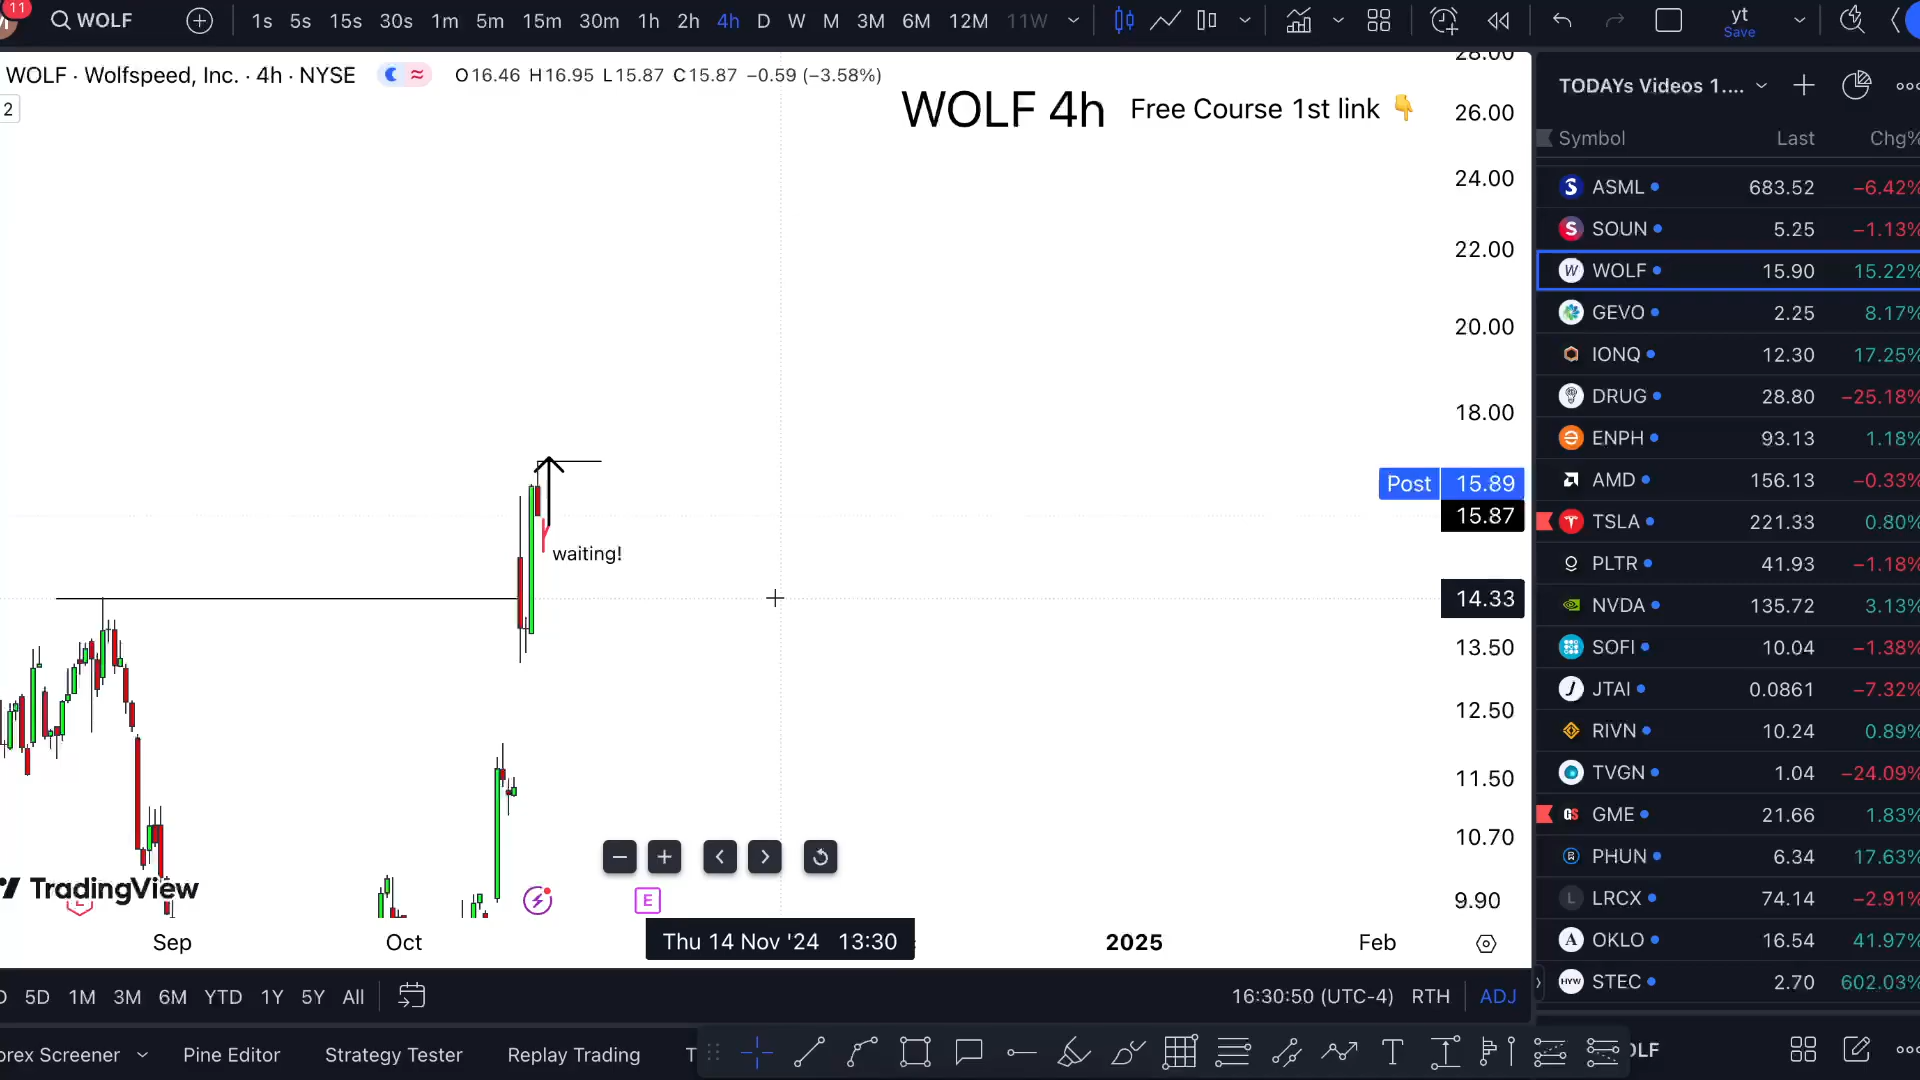 11
WOLF 1s 5s 15s 30s 1m 5m 15m 30m 1h 2h 4h D W M 3M 6M 12M 11W yt Save
WOLF · Wolfspeed, Inc. · 4h · NYSE O16.46 H16.95 L15.87 C15.87 −0.59 (−3.58%)
2
WOLF 4h Free Course 1st link 👇
28.00
26.00
24.00
22.00
20.00
18.00
Post 15.89
15.87
14.33
13.50
12.50
11.50
10.70
9.90
waiting!
TradingView
E
Sep Oct Thu 14 Nov '24 13:30 2025 Feb
5D 1M 3M 6M YTD 1Y 5Y All 16:30:50 (UTC-4) RTH ADJ
orex Screener Pine Editor Strategy Tester Replay Trading T
TODAYs Videos 1....
Symbol Last Chg%
ASML 683.52 −6.42%
SOUN 5.25 −1.13%
WOLF 15.90 15.22%
GEVO 2.25 8.17%
IONQ 12.30 17.25%
DRUG 28.80 −25.18%
ENPH 93.13 1.18%
AMD 156.13 −0.33%
TSLA 221.33 0.80%
PLTR 41.93 −1.18%
NVDA 135.72 3.13%
SOFI 10.04 −1.38%
JTAI 0.0861 −7.32%
RIVN 10.24 0.89%
TVGN 1.04 −24.09%
GME 21.66 1.83%
PHUN 6.34 17.63%
LRCX 74.14 −2.91%
OKLO 16.54 41.97%
STEC 2.70 602.03%
OLF